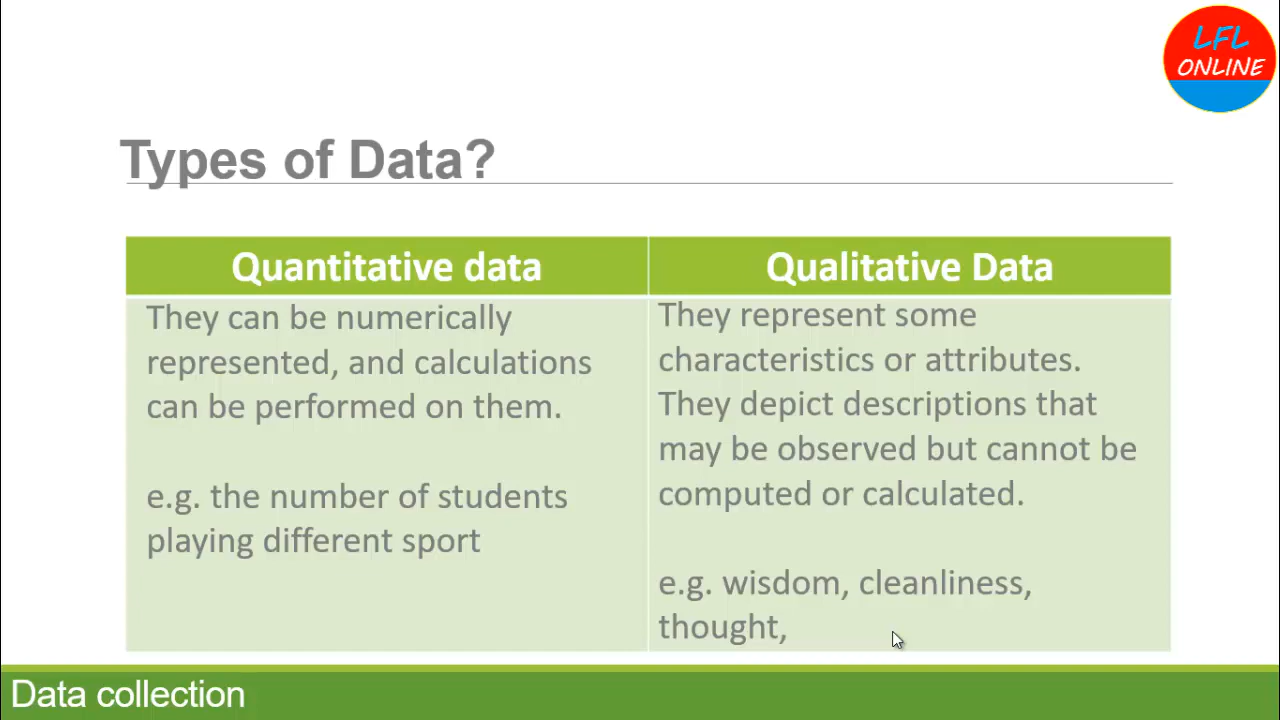 LFL
ONLINE
Types of Data?
Quantitative data
They can be numerically
represented, and calculations
can be performed on them.
e.g. the number of students
playing different sport
Qualitative Data
They represent some
characteristics or attributes.
They depict descriptions that
may be observed but cannot be
computed or calculated.
e.g. wisdom, cleanliness,
thought,
Data collection